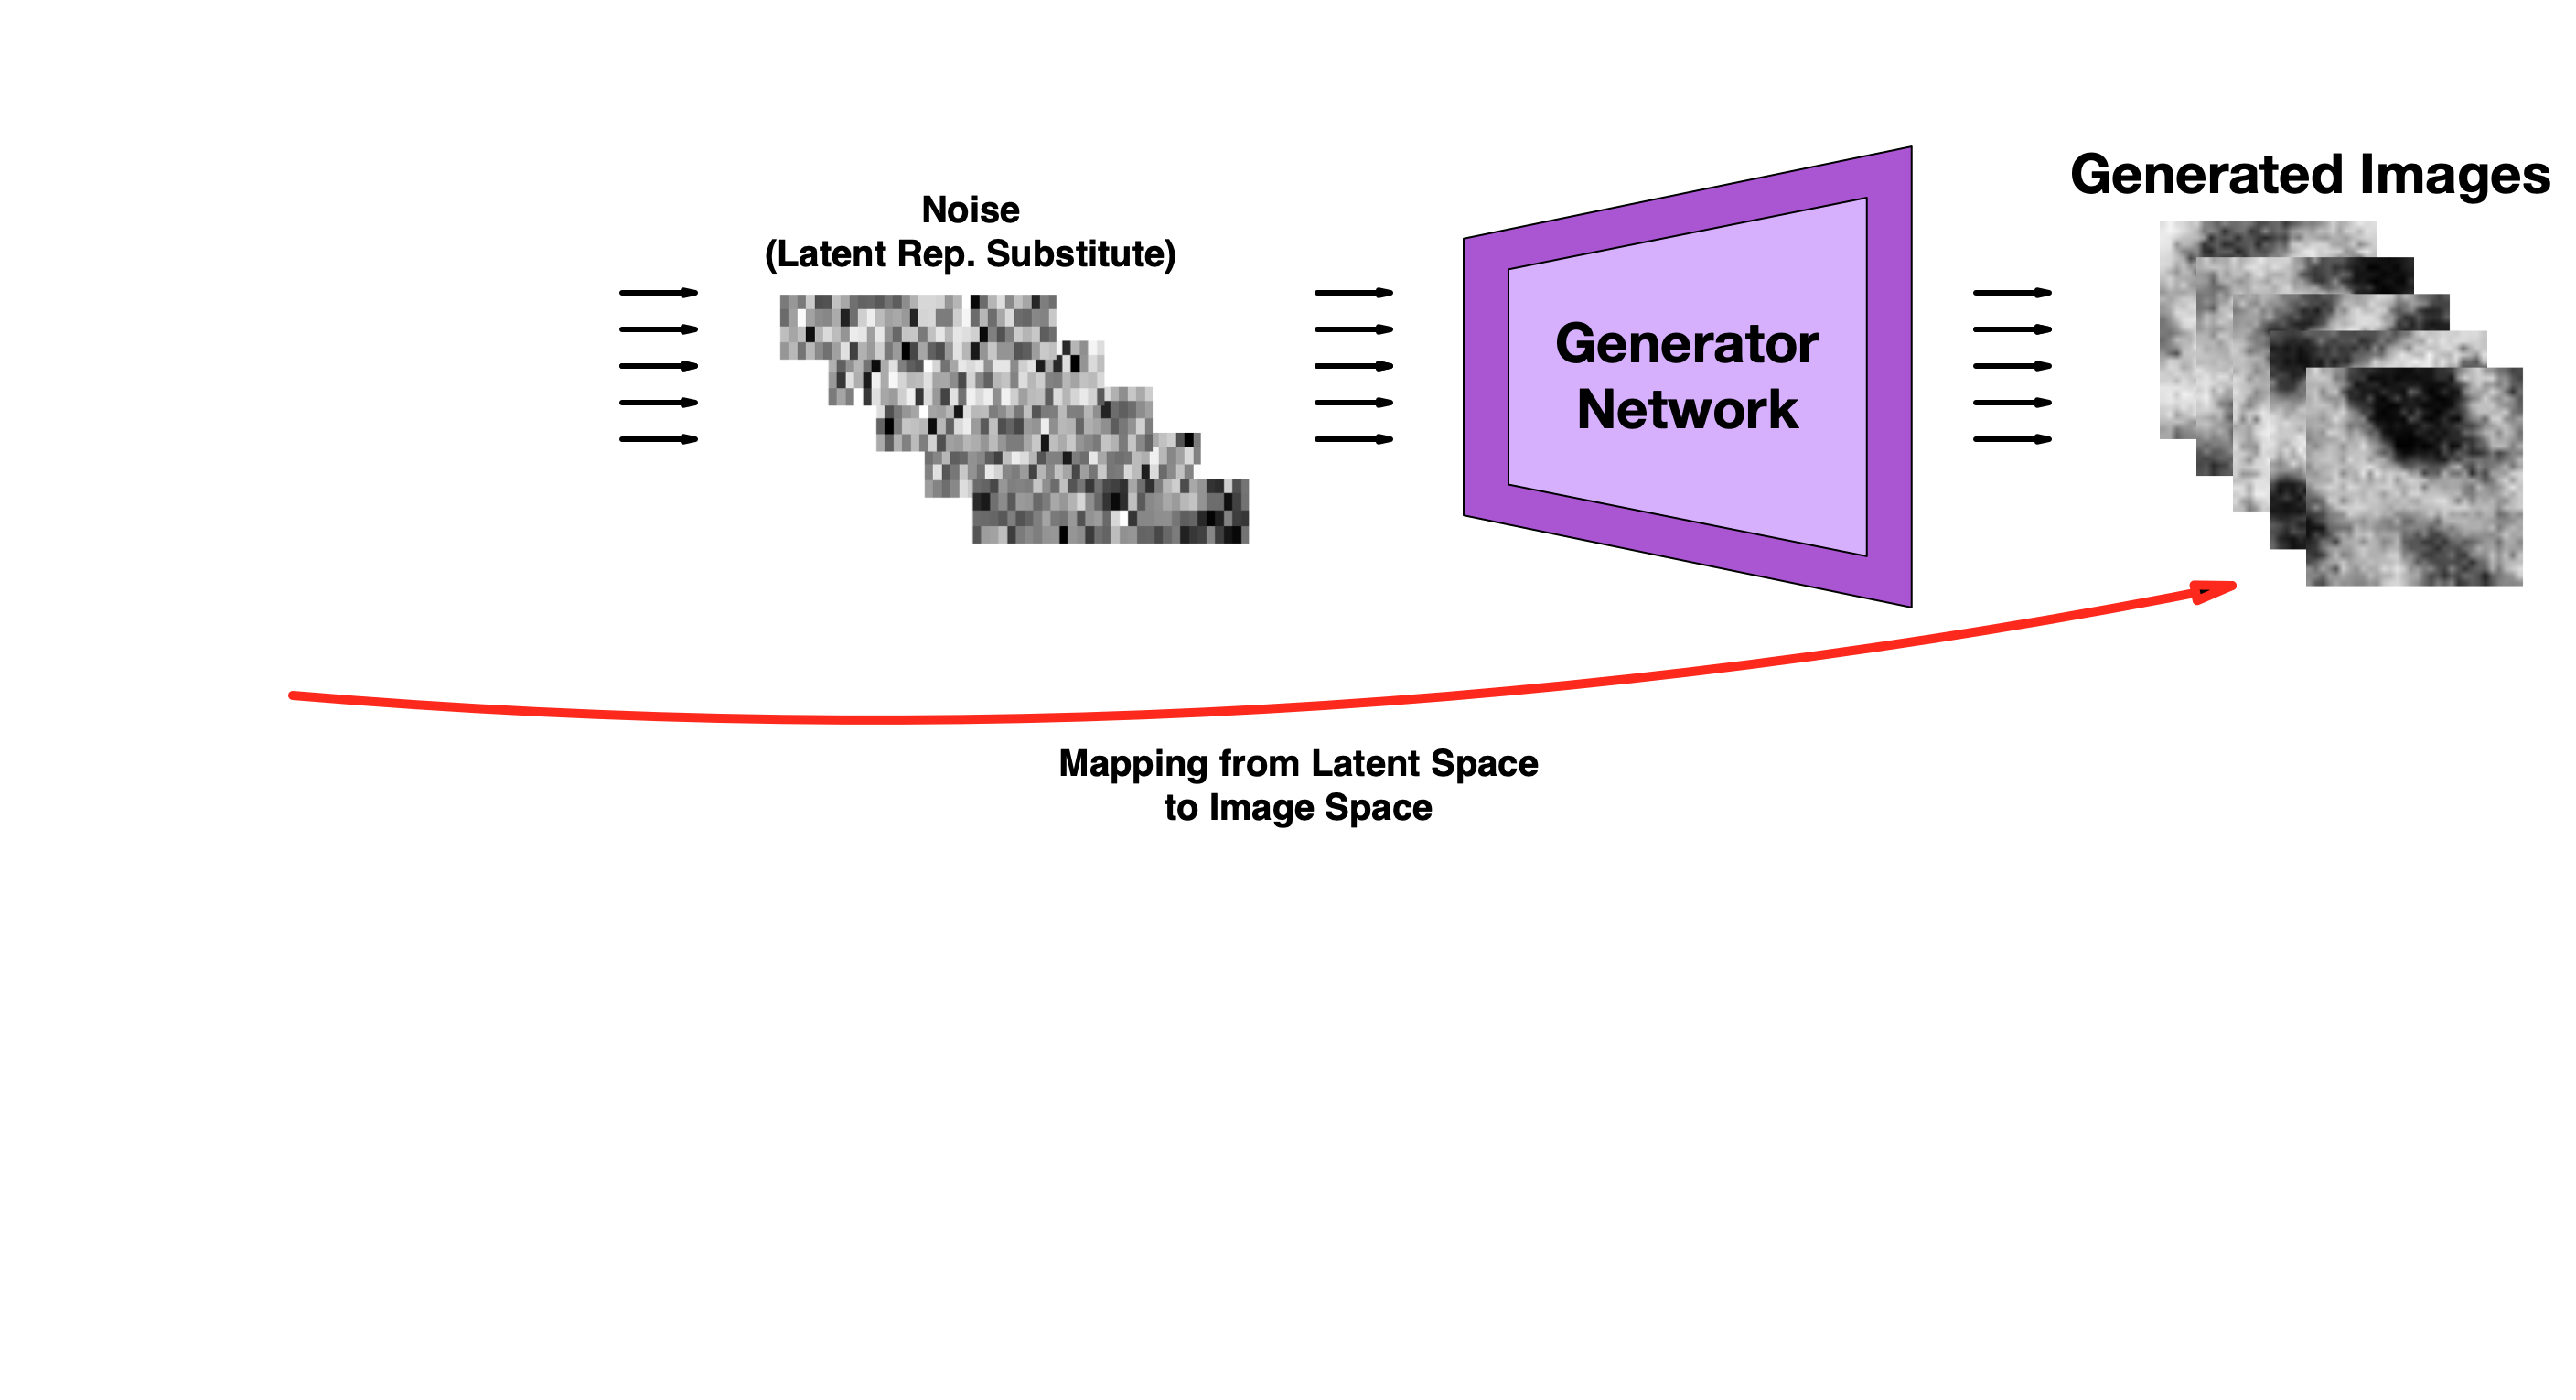 Noise
(Latent Rep. Substitute)
Generator
Network
Generated Images
Mapping from Latent Space
to Image Space